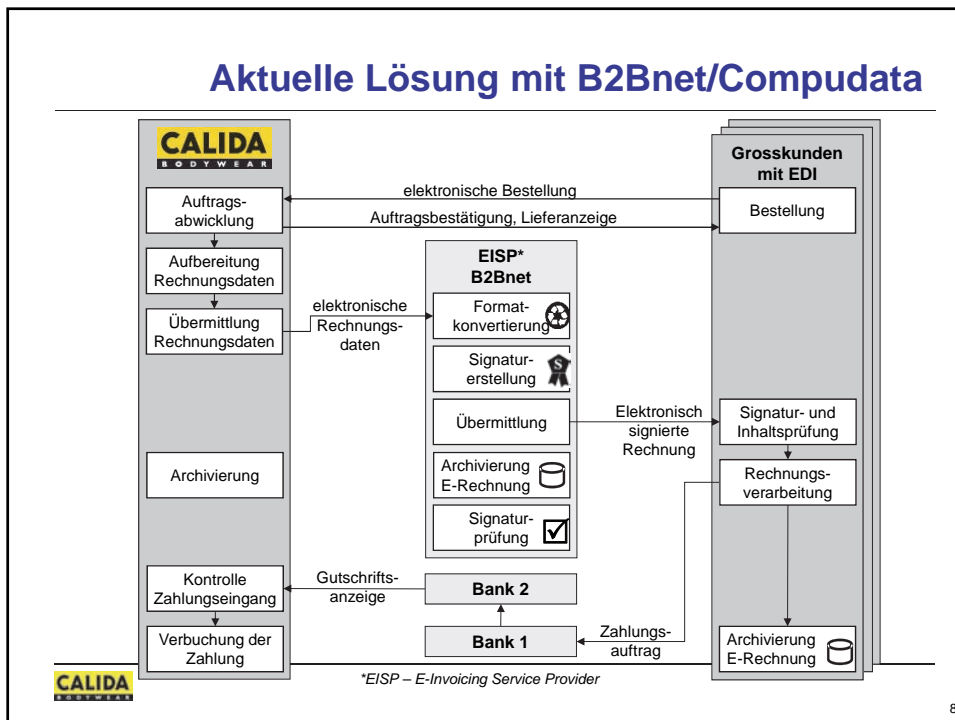 Aktuelle Lösung mit B2Bnet/Compudata
CALIDA
BODYWEAR
Grosskunden
mit EDI
elektronische Bestellung
Auftrags-
abwicklung
Bestellung
Auftragsbestätigung, Lieferanzeige
Aufbereitung
Rechnungsdaten
EISP*
B2Bnet
Übermittlung
Rechnungsdaten
elektronische
Rechnungs-
daten
Format-
konvertierung
Signatur-
erstellung
S
Übermittlung
Elektronisch
signierte
Rechnung
Signatur- und
Inhaltsprüfung
Archivierung
Archivierung
E-Rechnung
Rechnungs-
verarbeitung
Signatur-
prüfung
Kontrolle
Zahlungseingang
Gutschrifts-
anzeige
Bank 2
Verbuchung der
Zahlung
Bank 1
Zahlungs-
auftrag
Archivierung
E-Rechnung
CALIDA
BODYWEAR
*EISP – E-Invoicing Service Provider
8